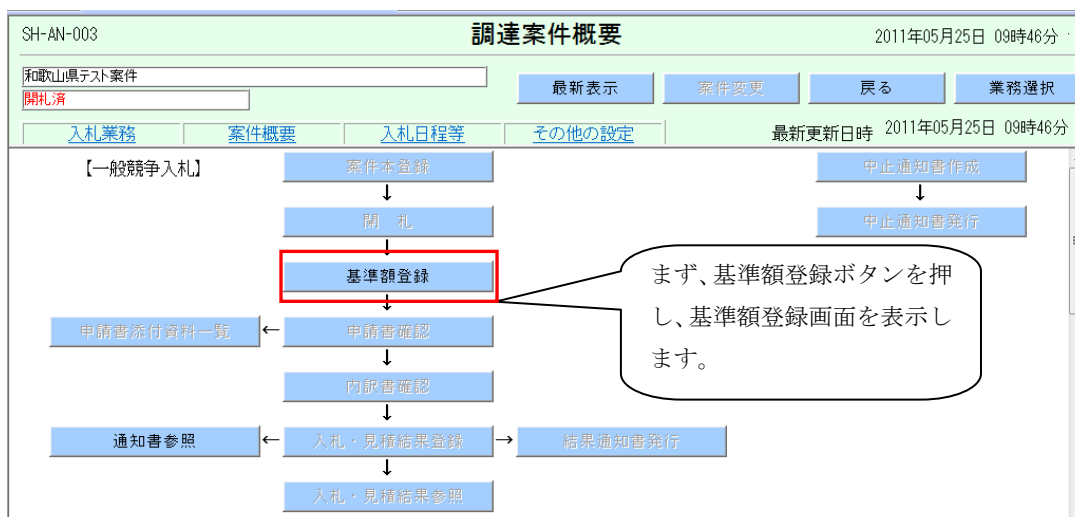 SH-AN-003
調達案件概要
2011年05月25日 09時46分
和歌山県テスト案件
開札済
最新表示
案件変更
戻る
業務選択
入札業務
案件概要
入札日程等
その他の設定
最新更新日時 2011年05月25日 09時46分
【一般競争入札】
案件本登録
中止通知書作成
↓
↓
開 札
中止通知書発行
↓
基準額登録
まず、基準額登録ボタンを押
し、基準額登録画面を表示し
ます。
↓
申請書添付資料一覧
←
申請書確認
↓
内訳書確認
↓
通知書参照
←
入札・見積結果登録
→
結果通知書発行
↓
入札・見積結果参照